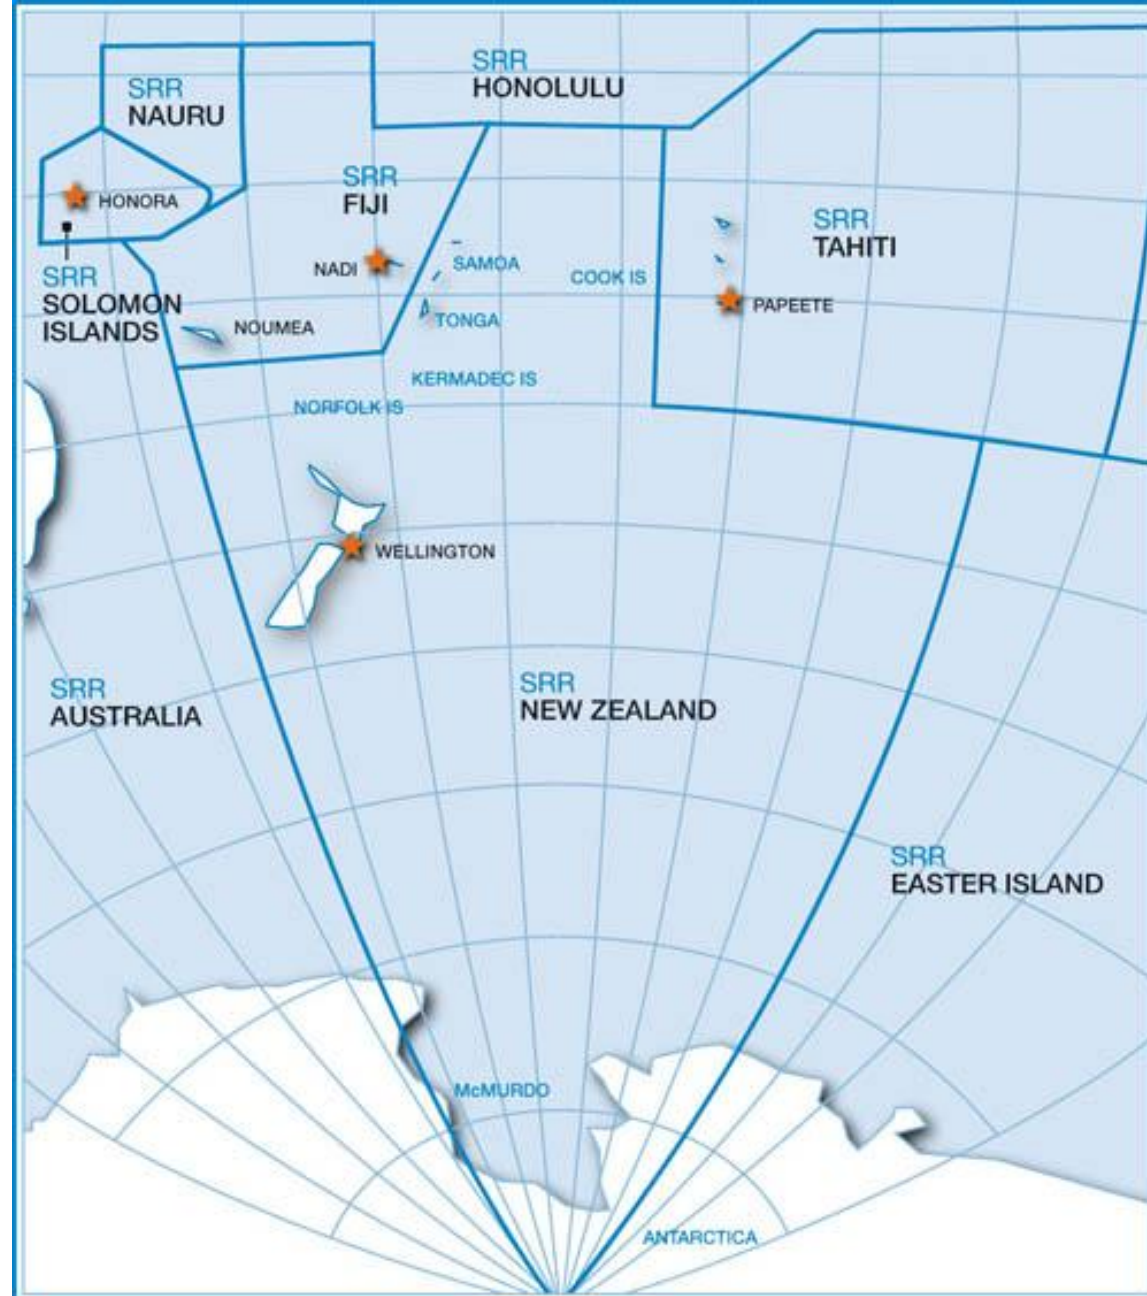 SRR
HONOLULU
SRR
NAURU
SRR
FIJI
HONORA
SRR
TAHITI
SRR
SOLOMON
ISLANDS
NADI
SAMOA
COOK IS
PAPEETE
NOUMEA
TONGA
KERMADEC IS
NORFOLK IS
WELLINGTON
SRR
AUSTRALIA
SRR
NEW ZEALAND
SRR
EASTER ISLAND
McMURDO
ANTARCTICA